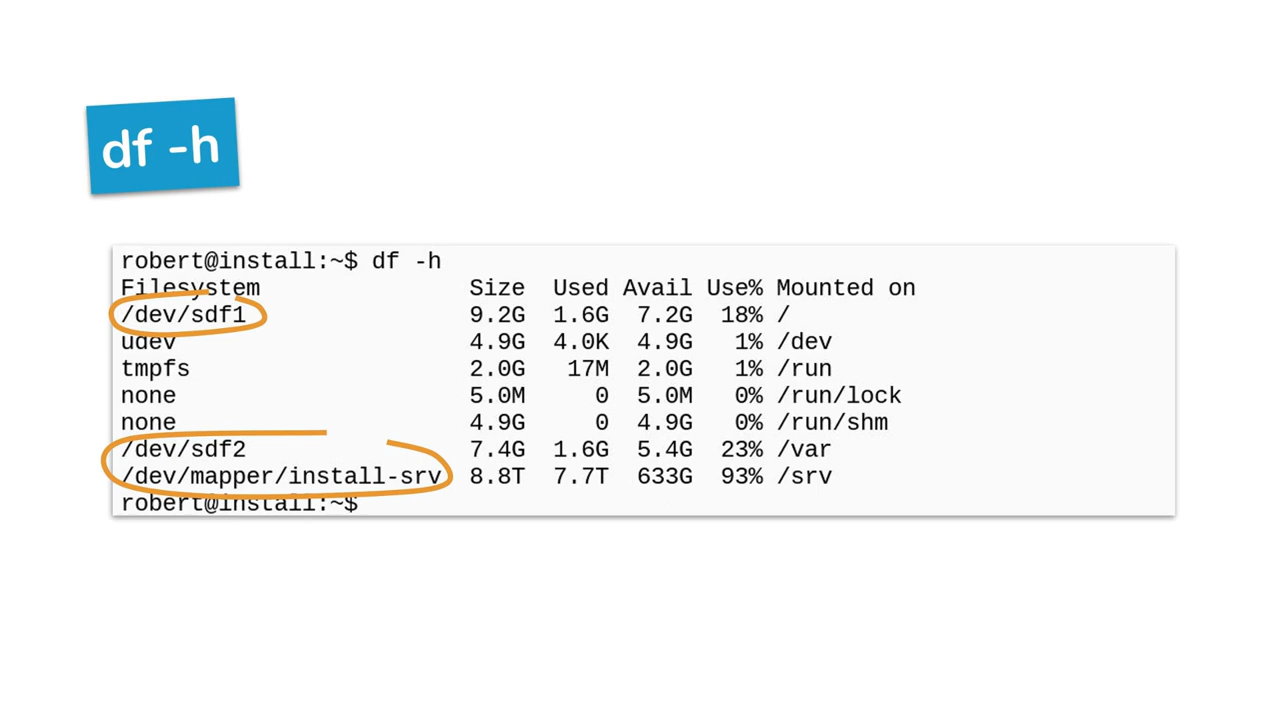 df -h
robert@install:~$ df -h
Filesystem Size Used Avail Use% Mounted on
/dev/sdf1 9.2G 1.6G 7.2G 18% /
udev 4.9G 4.0K 4.9G 1% /dev
tmpfs 2.0G 17M 2.0G 1% /run
none 5.0M 0 5.0M 0% /run/lock
none 4.9G 0 4.9G 0% /run/shm
/dev/sdf2 7.4G 1.6G 5.4G 23% /var
/dev/mapper/install-srv 8.8T 7.7T 633G 93% /srv
robert@install:~$